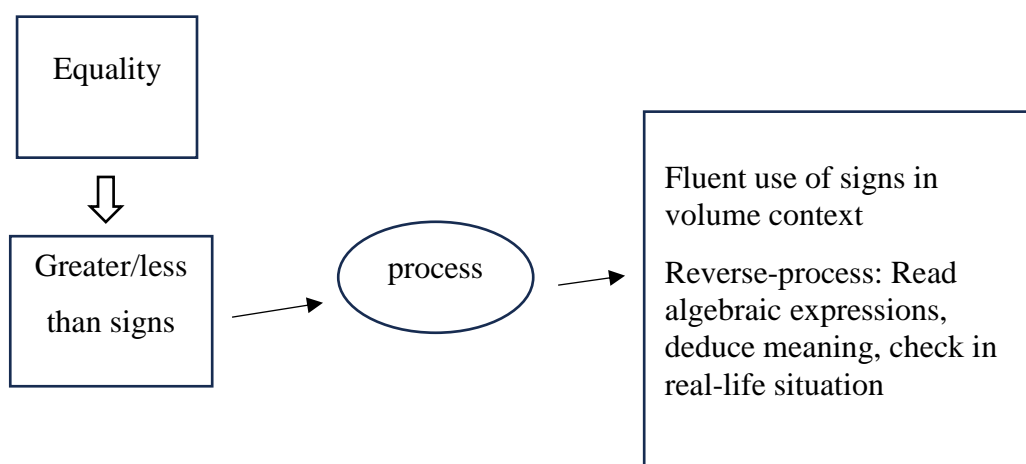 Equality
Greater/less
than signs
process
Fluent use of signs in
volume context
Reverse-process: Read
algebraic expressions,
deduce meaning, check in
real-life situation